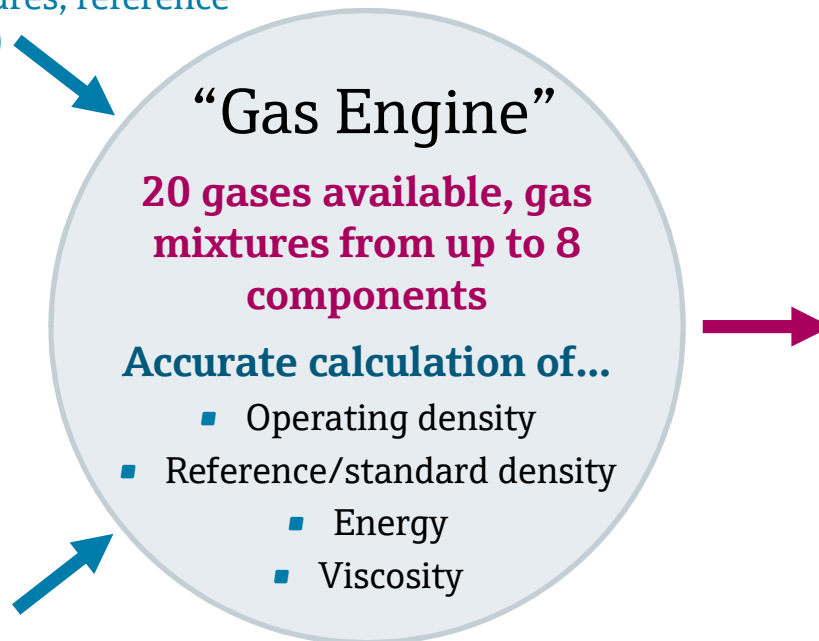 reference
)
“Gas Engine”
20 gases available, gas
mixtures from up to 8
components
Accurate calculation of...
▪ Operating density
▪ Reference/standard density
▪ Energy
▪ Viscosity